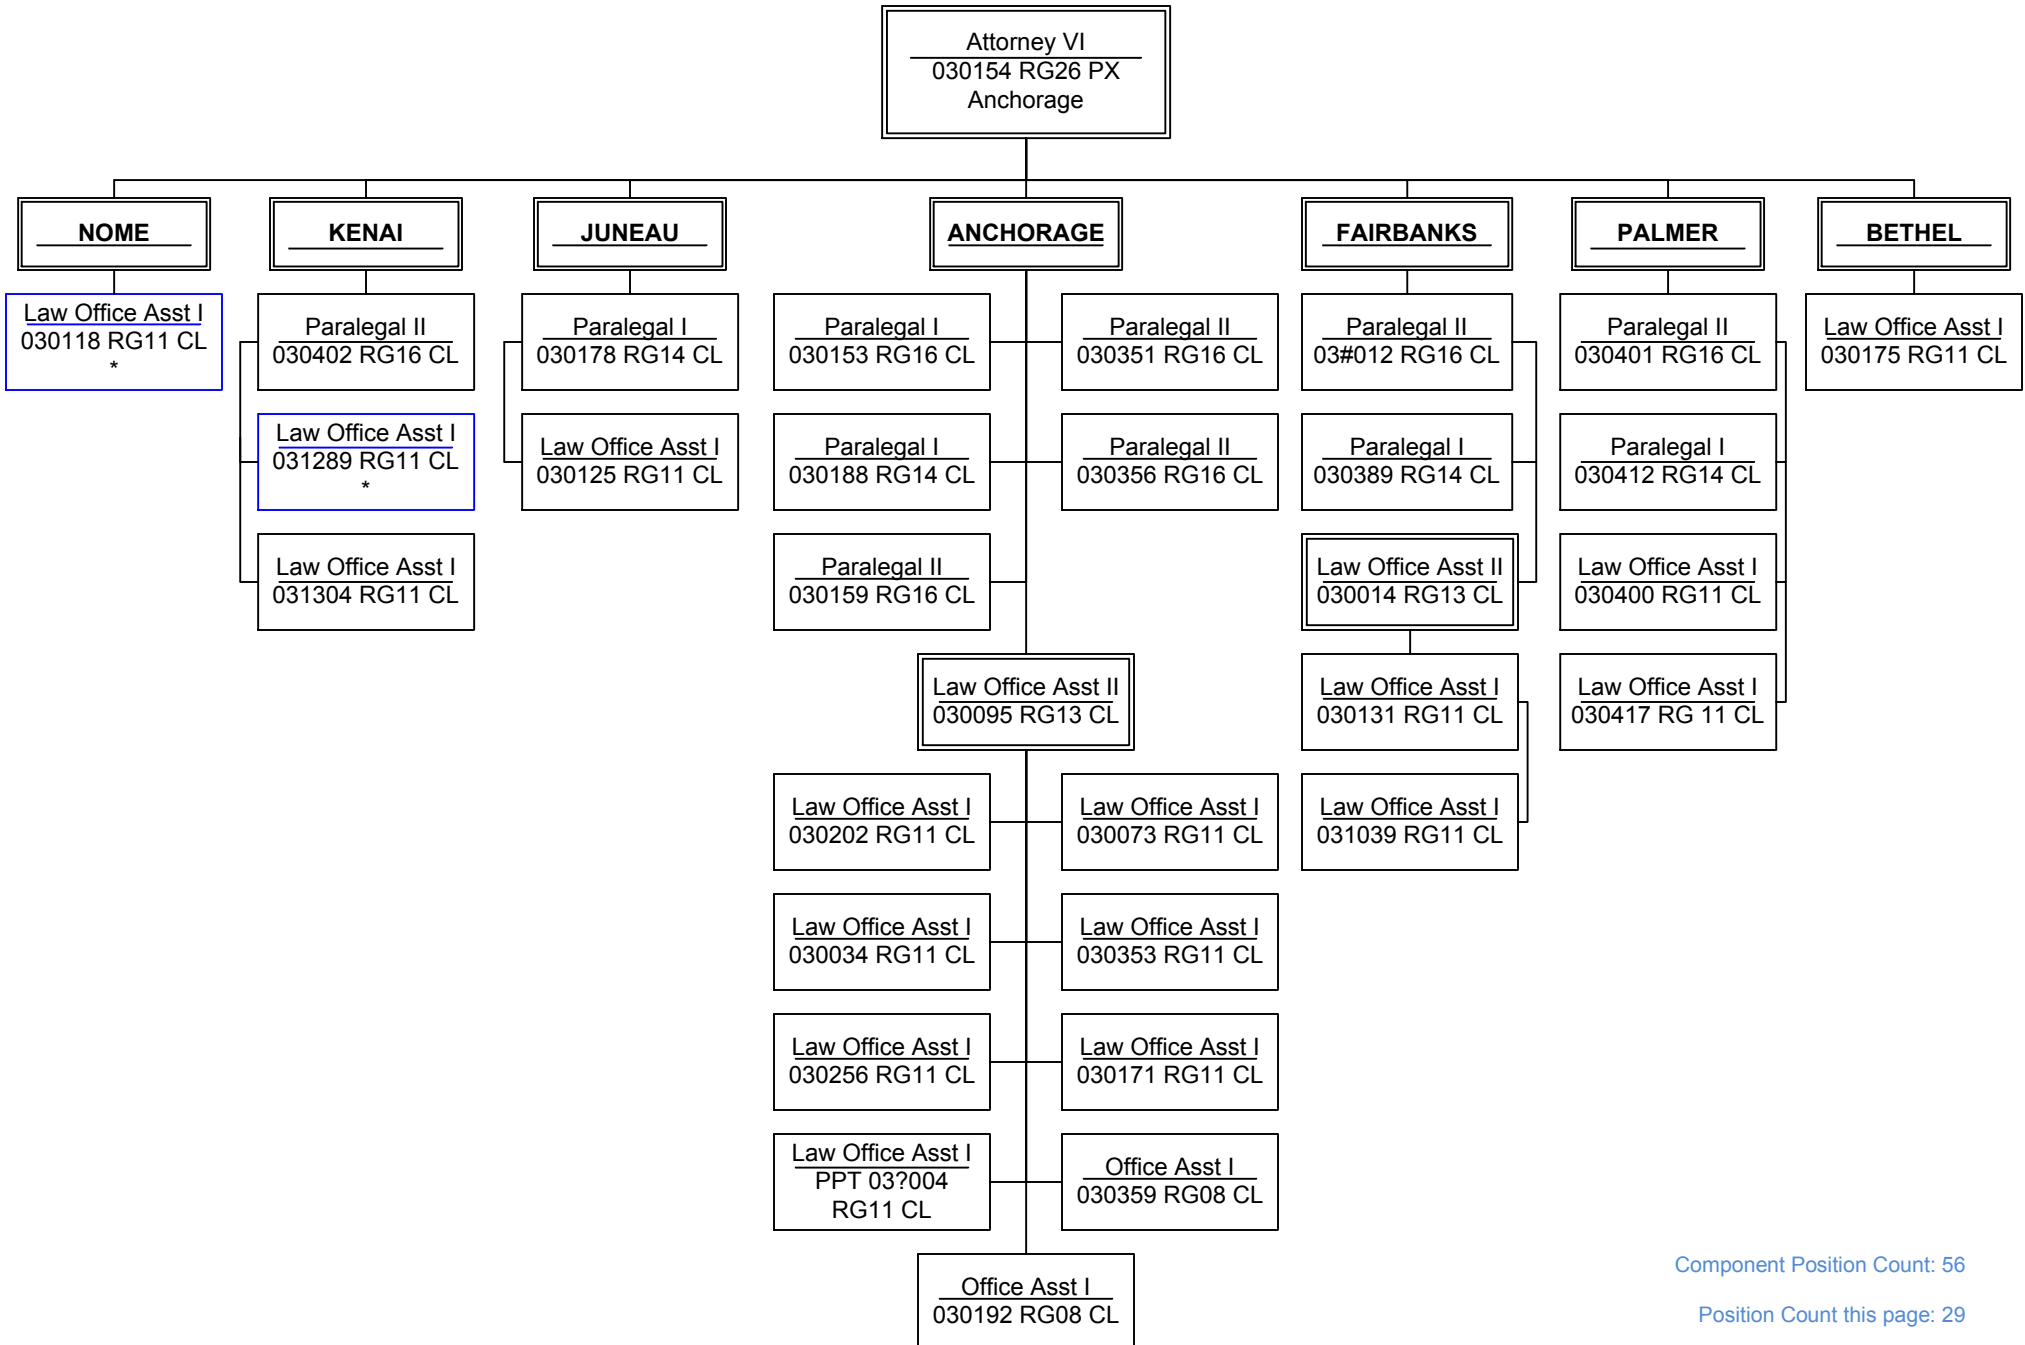 Attorney VI
030154 RG26 PX
Anchorage
NOME
Law Office Asst I
030118 RG11 CL
*
KENAI
Paralegal II
030402 RG16 CL
Law Office Asst I
031289 RG11 CL
*
Law Office Asst I
031304 RG11 CL
JUNEAU
Paralegal I
030178 RG14 CL
Law Office Asst I
030125 RG11 CL
ANCHORAGE
Paralegal I
030153 RG16 CL
Paralegal II
030351 RG16 CL
Paralegal I
030188 RG14 CL
Paralegal II
030356 RG16 CL
Paralegal II
030159 RG16 CL
Law Office Asst II
030095 RG13 CL
Law Office Asst I
030202 RG11 CL
Law Office Asst I
030073 RG11 CL
Law Office Asst I
030034 RG11 CL
Law Office Asst I
030353 RG11 CL
Law Office Asst I
030256 RG11 CL
Law Office Asst I
030171 RG11 CL
Law Office Asst I
PPT 03?004
RG11 CL
Office Asst I
030359 RG08 CL
Office Asst I
030192 RG08 CL
FAIRBANKS
Paralegal II
03#012 RG16 CL
Paralegal I
030389 RG14 CL
Law Office Asst II
030014 RG13 CL
Law Office Asst I
030131 RG11 CL
Law Office Asst I
031039 RG11 CL
PALMER
Paralegal II
030401 RG16 CL
Paralegal I
030412 RG14 CL
Law Office Asst I
030400 RG11 CL
Law Office Asst I
030417 RG 11 CL
BETHEL
Law Office Asst I
030175 RG11 CL
Component Position Count: 56
Position Count this page: 29